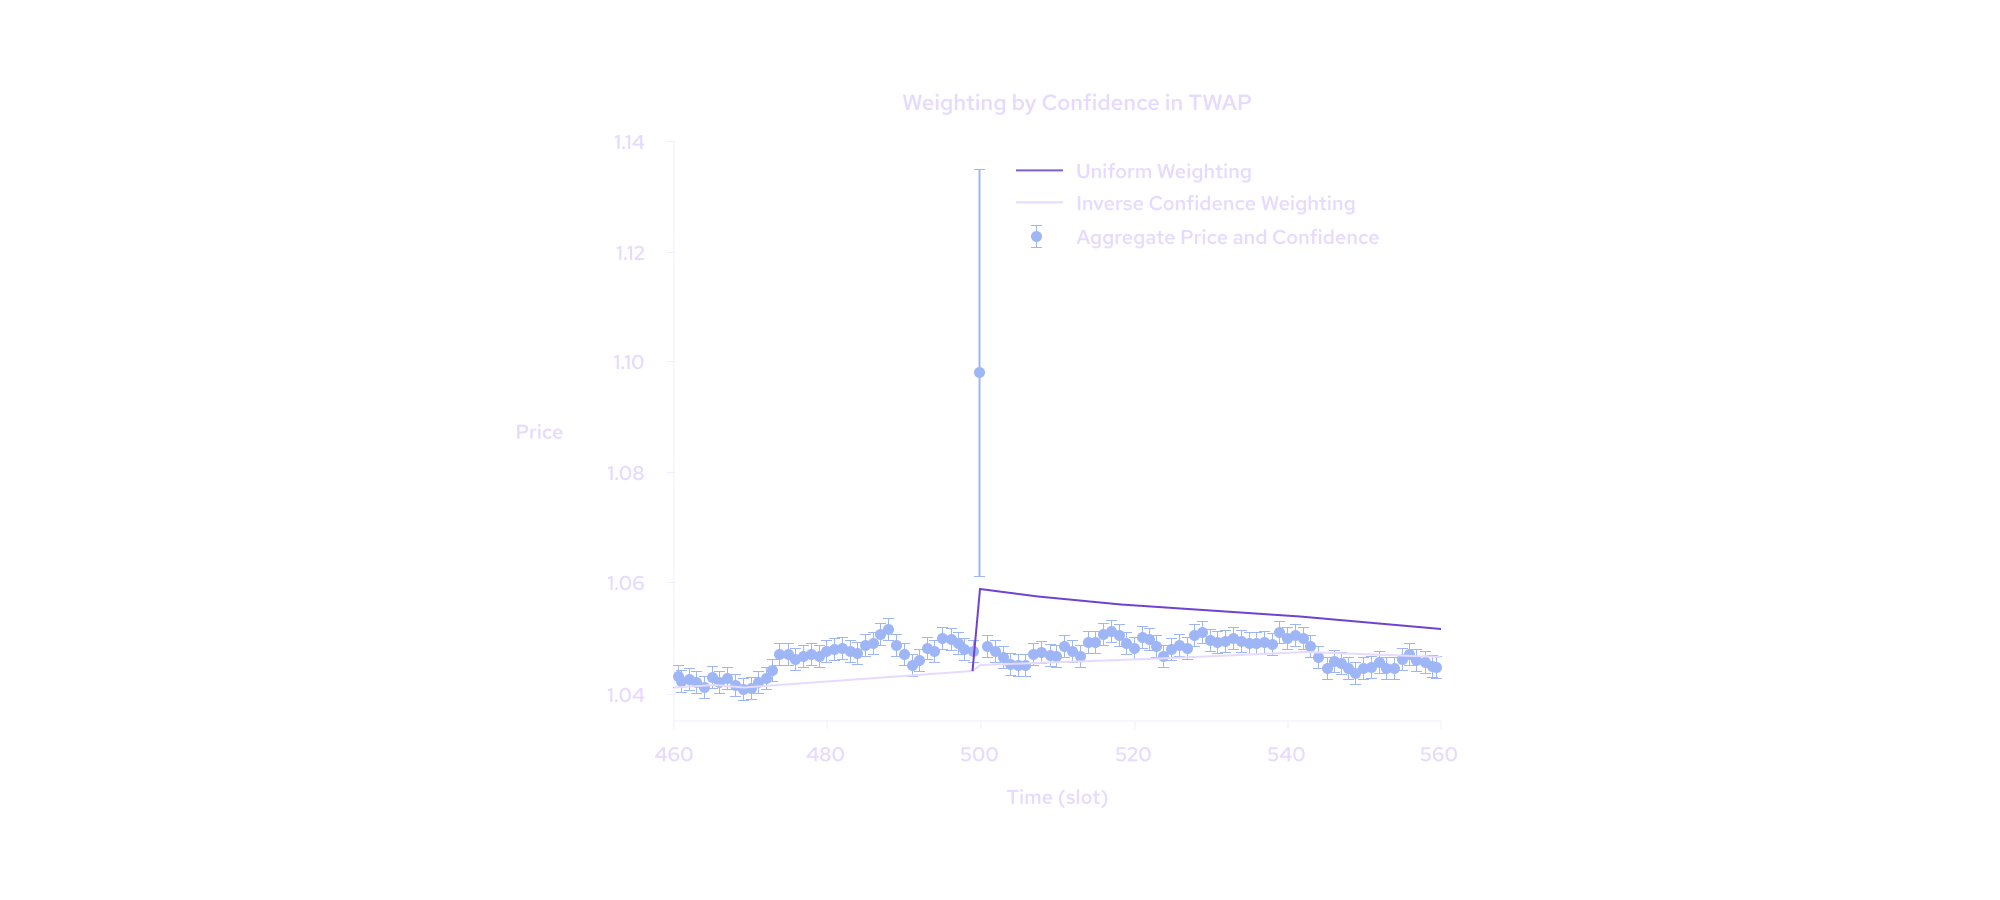 Weighting by Confidence in TWAP
1.14
Uniform Weighting
Inverse Confidence Weighting
Aggregate Price and Confidence
1.12
1.10
Price
1.08
1.06
1.04
460 480 500 520 540 560
Time (slot)